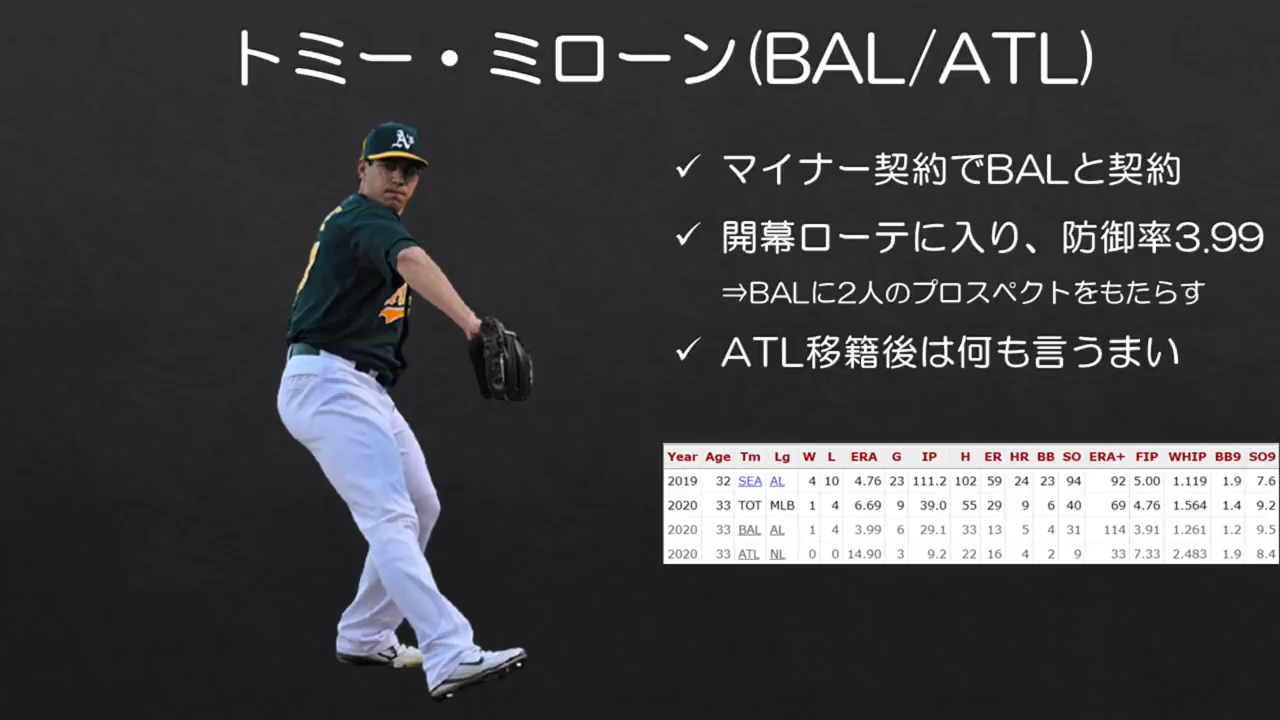 トミー・ミローン(BAL/ATL)
✓ マイナー契約でBALと契約
✓ 開幕ローテに入り、防御率3.99
⇒BALに2人のプロスペクトをもたらす
✓ ATL移籍後は何も言うまい
A's
Year Age Tm Lg W L ERA G IP H ER HR BB SO ERA+ FIP WHIP BB9 SO9
2019 32 SEA AL 4 10 4.76 23 111.2 102 59 24 23 94 92 5.00 1.119 1.9 7.6
2020 33 TOT MLB 1 4 6.69 9 39.0 55 29 9 6 40 69 4.76 1.564 1.4 9.2
2020 33 BAL AL 1 4 3.99 6 29.1 33 13 5 4 31 114 3.91 1.261 1.2 9.5
2020 33 ATL NL 0 0 14.90 3 9.2 22 16 4 2 9 33 7.33 2.483 1.9 8.4